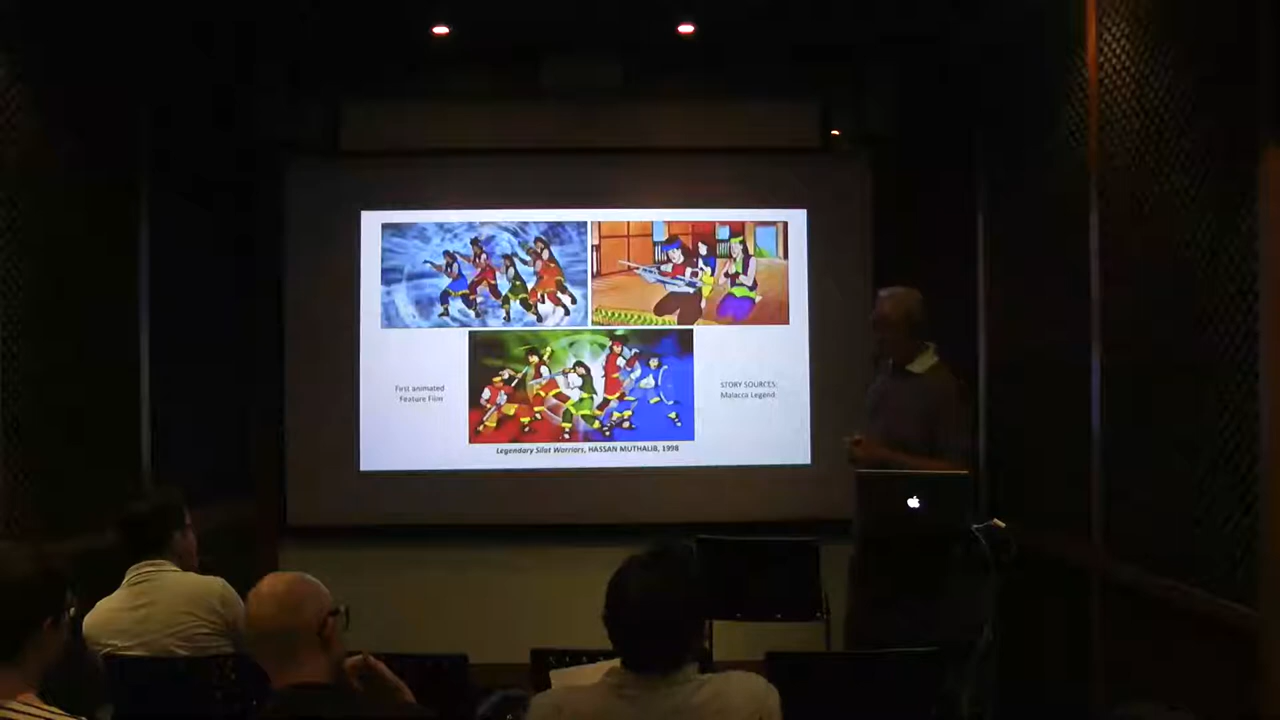 First animated
Feature Film
STORY SOURCES:
Malacca Legend
Legendary Silat Warriors, HASSAN MUTHALIB, 1998